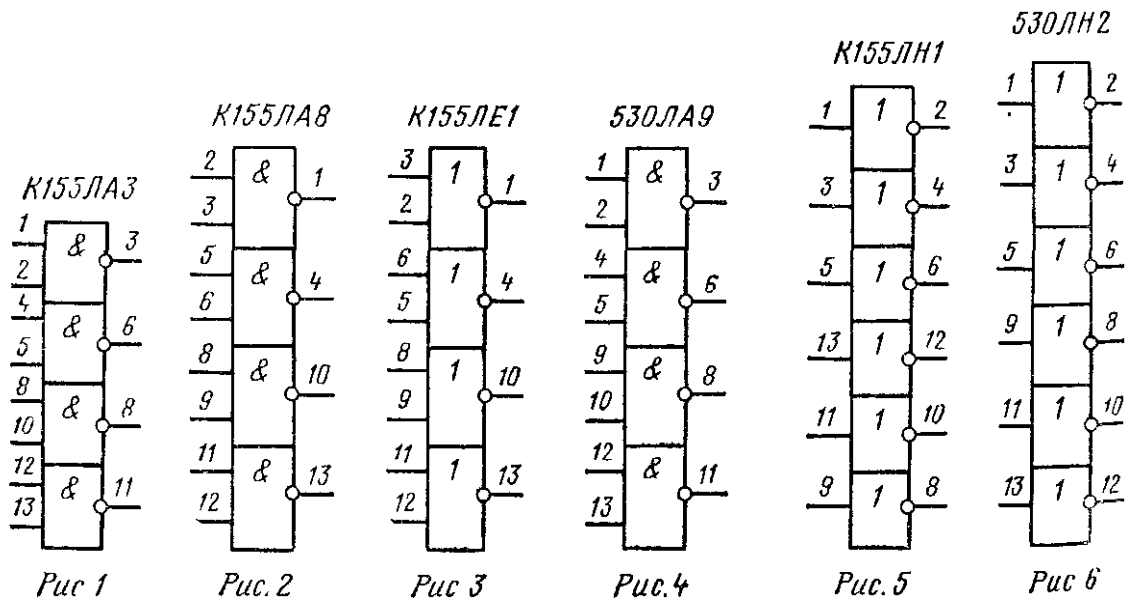 К155ЛА3
1 & 3
2
4 & 6
5
8 & 8
10
12 & 11
13
Рис 1
К155ЛА8
2 & 1
3
5 & 4
6
8 & 10
9
11 & 13
12
Рис. 2
К155ЛЕ1
3 1 1
2
6 1 4
5
8 1 10
9
11 1 13
12
Рис 3
530ЛА9
1 & 3
2
4 & 6
5
9 & 8
10
12 & 11
13
Рис. 4
К155ЛН1
1 1 2
3 1 4
5 1 6
13 1 12
11 1 10
9 1 8
Рис. 5
530ЛН2
1 1 2
3 1 4
5 1 6
9 1 8
11 1 10
13 1 12
Рис 6